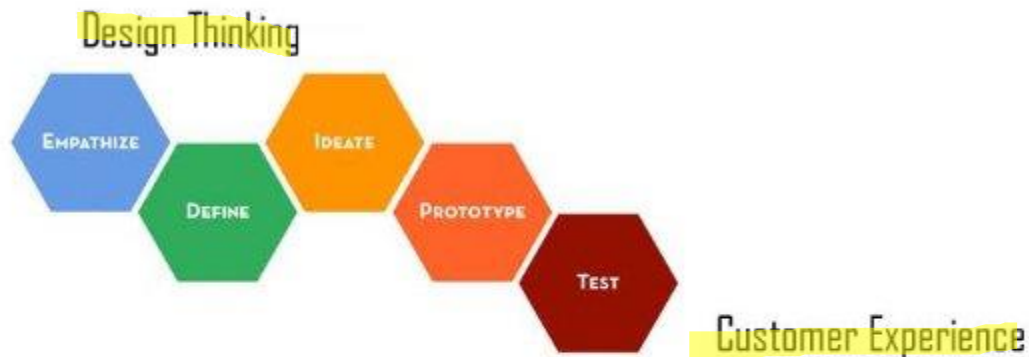 Design Thinking
EMPATHIZE
IDEATE
DEFINE
PROTOTYPE
TEST
Customer Experience